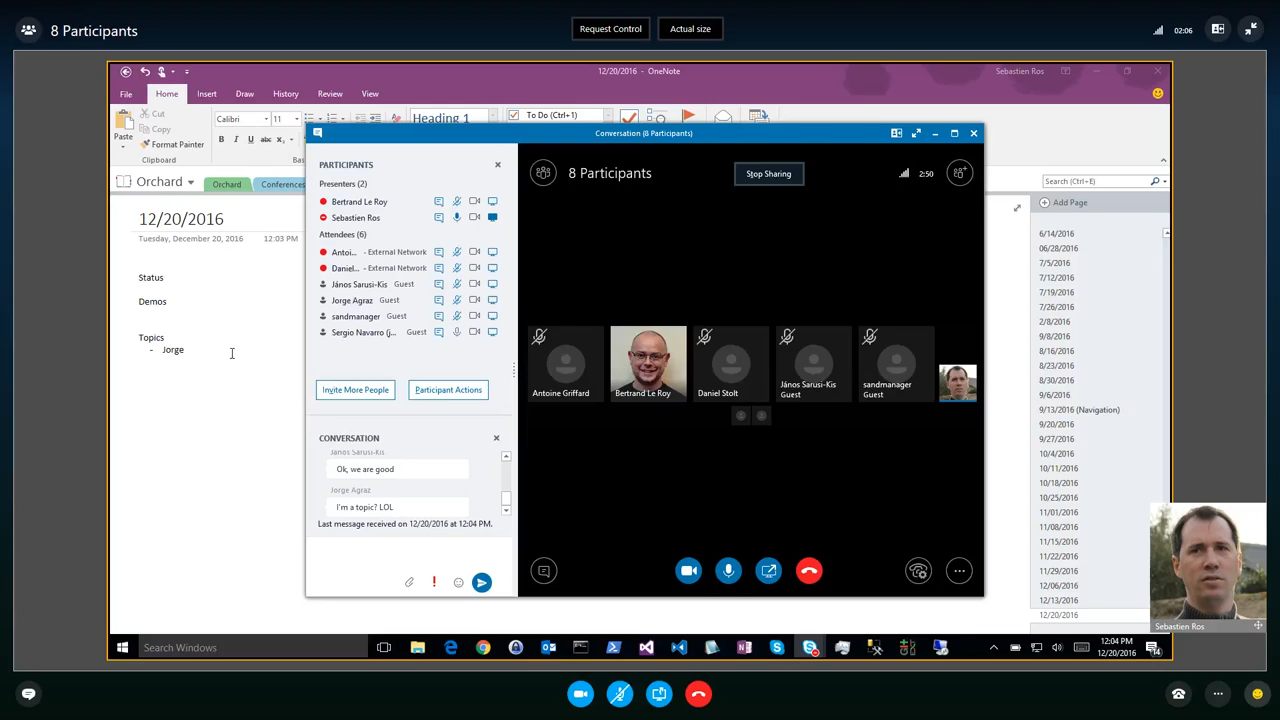 8 Participants
Request Control
Actual size
02:06
12/20/2016 - OneNote
Sebastien Ros
File
Home
Insert
Draw
History
Review
View
Cut
Copy
Paste
Format Painter
Clipboard
Calibri
11
B I U abc x₂ A
Bas
Heading 1
To Do (Ctrl+1)
Orchard
Orchard
Conferences
Search (Ctrl+E)
12/20/2016
Tuesday, December 20, 2016 12:03 PM
Status
Demos
Topics
- Jorge
Conversation (8 Participants)
PARTICIPANTS
Presenters (2)
Bertrand Le Roy
Sebastien Ros
Attendees (6)
Antoi... - External Network
Daniel... - External Network
János Sarusi-Kis Guest
Jorge Agraz Guest
sandmanager Guest
Sergio Navarro (j... Guest
Invite More People
Participant Actions
CONVERSATION
János Sarusi-Kis
Ok, we are good
Jorge Agraz
I'm a topic? LOL
Last message received on 12/20/2016 at 12:04 PM.
8 Participants
Stop Sharing
2:50
Antoine Griffard
Bertrand Le Roy
Daniel Stolt
János Sarusi-Kis
Guest
sandmanager
Guest
Add Page
6/14/2016
06/28/2016
7/5/2016
7/12/2016
7/19/2016
7/26/2016
2/8/2016
9/8/2016
8/16/2016
8/23/2016
8/30/2016
9/6/2016
9/13/2016 (Navigation)
9/20/2016
9/27/2016
10/4/2016
10/11/2016
10/18/2016
10/25/2016
11/01/2016
11/08/2016
11/15/2016
11/22/2016
11/29/2016
12/06/2016
12/13/2016
12/20/2016
Sebastien Ros
Search Windows
12:04 PM
12/20/2016
14